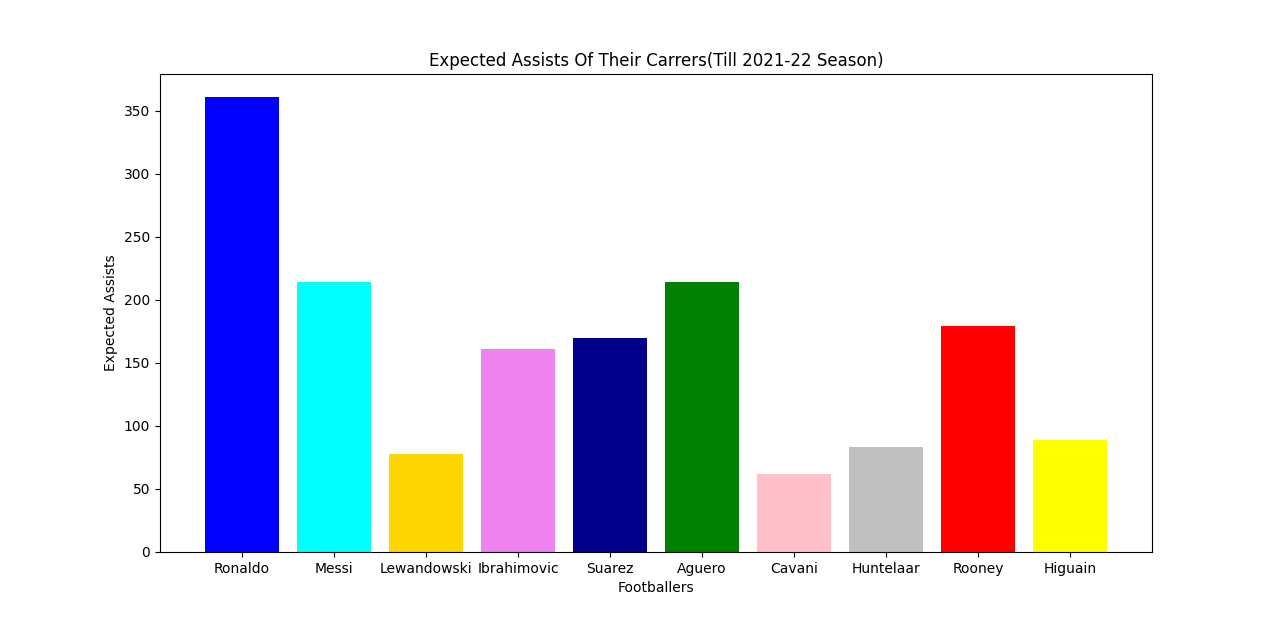 Expected Assists Of Their Carrers(Till 2021-22 Season)
350
300
250
200
150
100
50
0
Expected Assists
Ronaldo Messi Lewandowski Ibrahimovic Suarez Aguero Cavani Huntelaar Rooney Higuain
Footballers